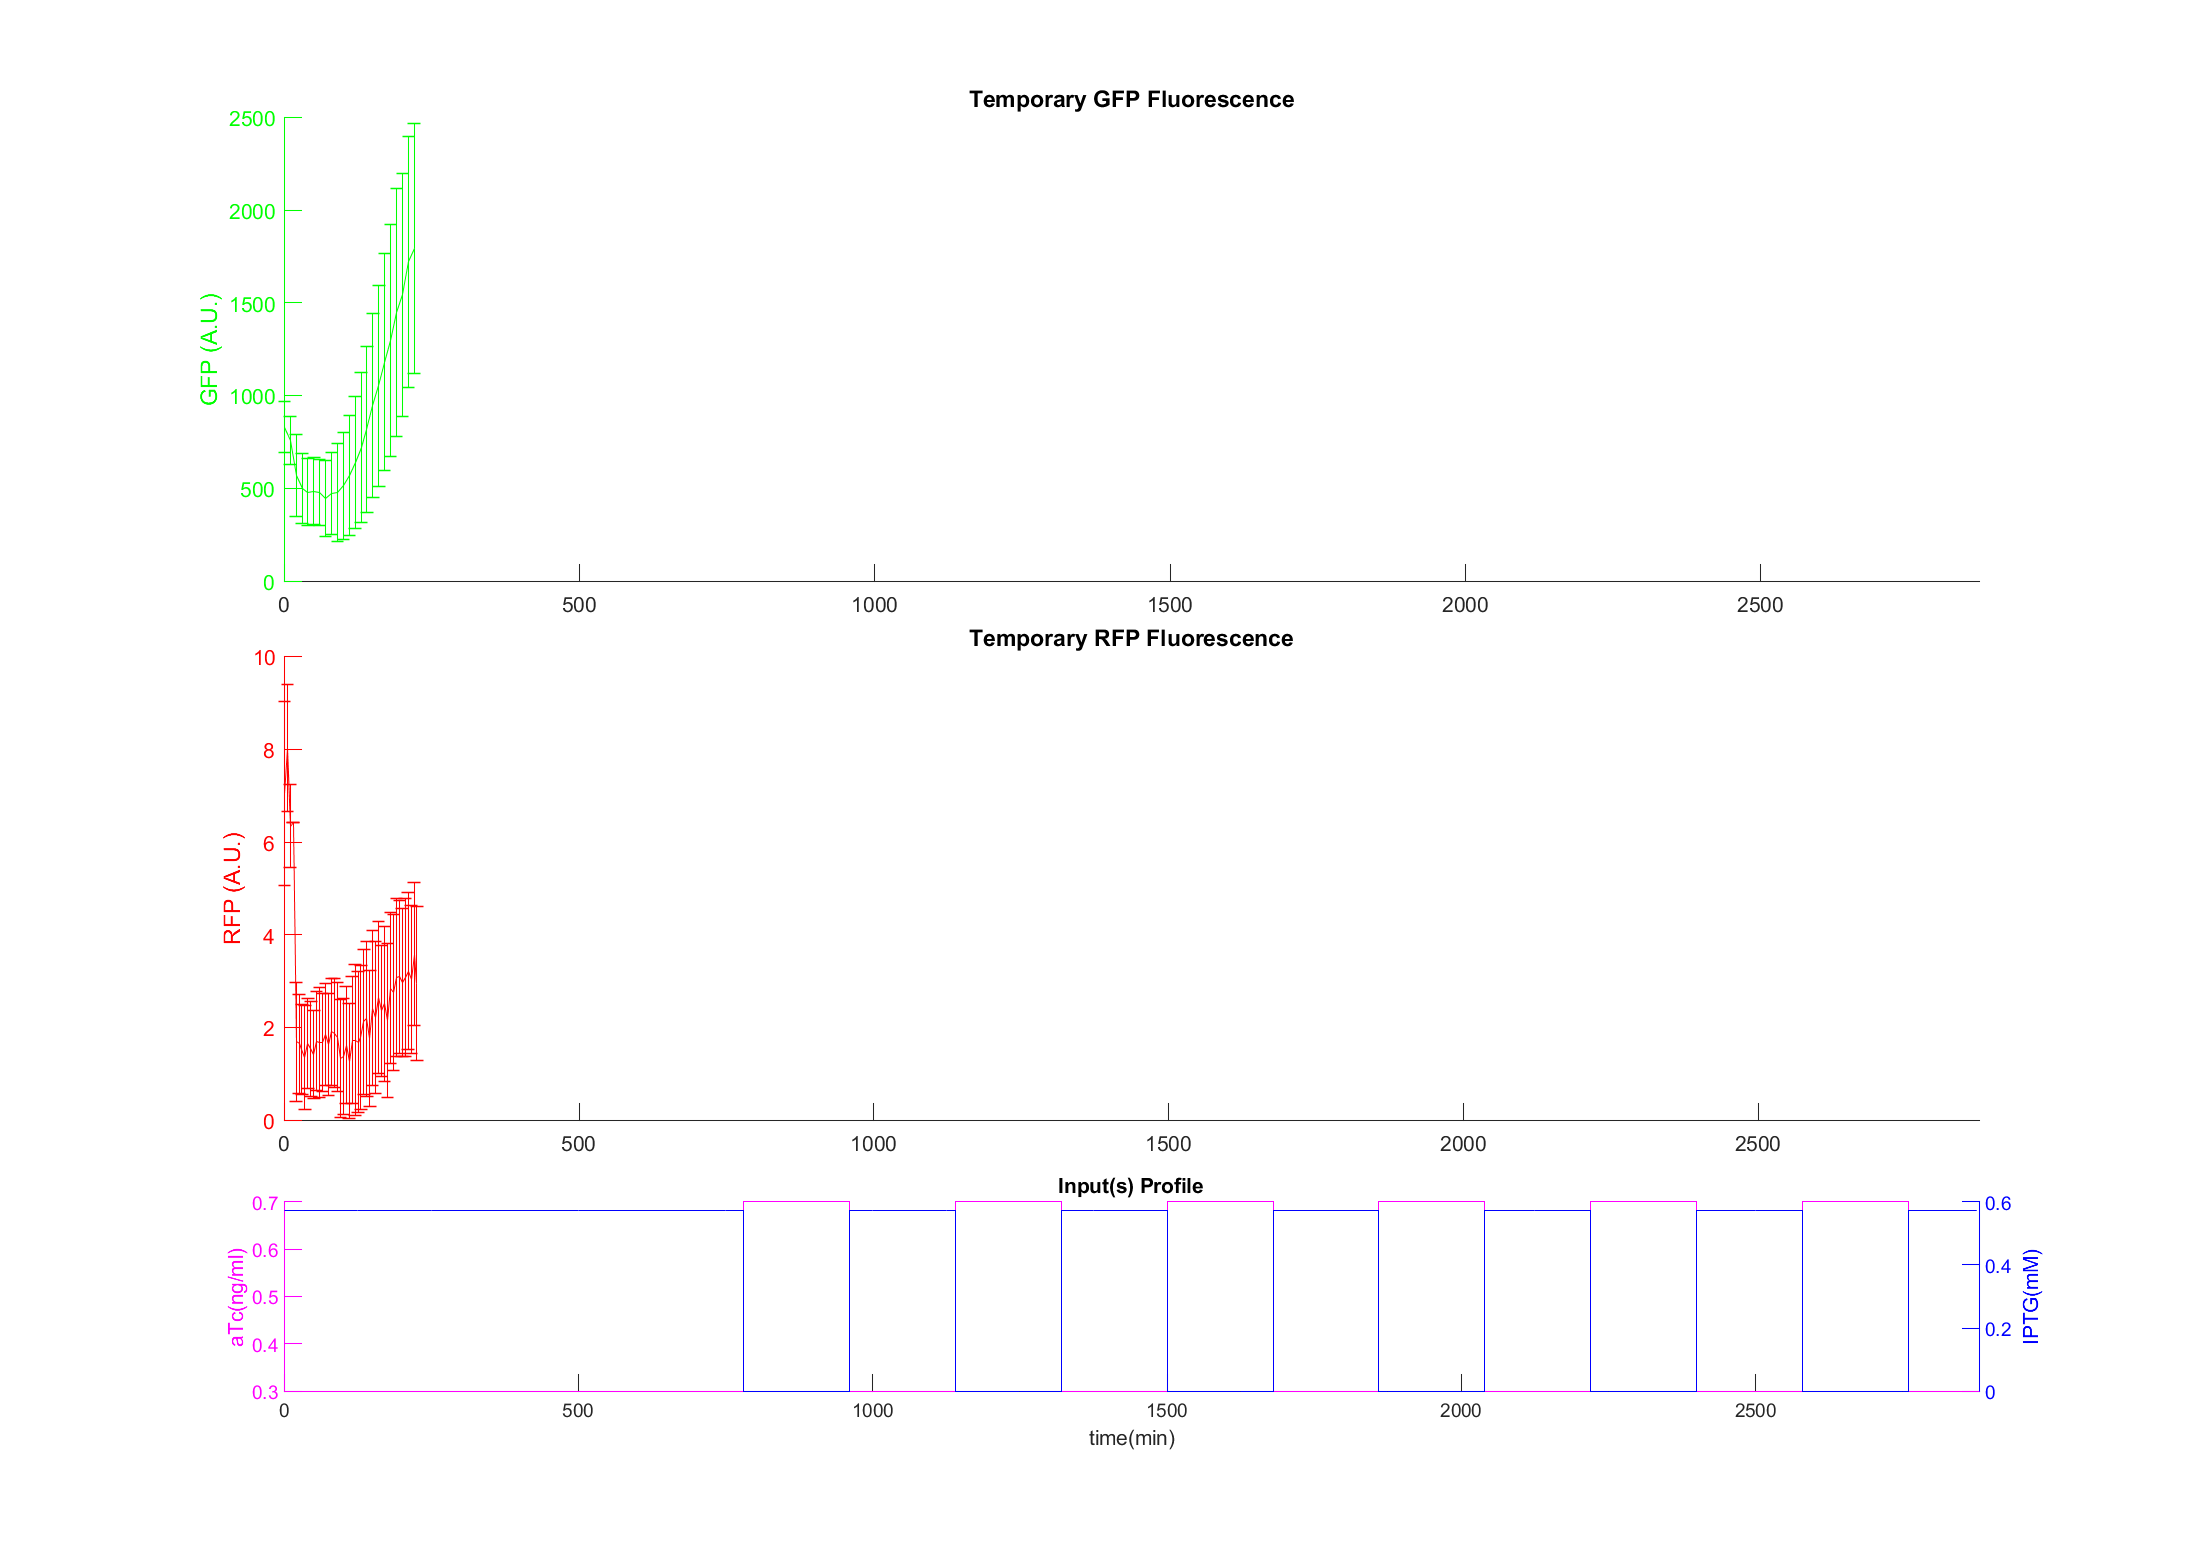 Temporary GFP Fluorescence
2500
2000
1500
1000
500
0
GFP (A.U.)
0 500 1000 1500 2000 2500
Temporary RFP Fluorescence
10
8
6
4
2
0
RFP (A.U.)
0 500 1000 1500 2000 2500
Input(s) Profile
0.7
0.6
0.5
0.4
0.3
aTc(ng/ml)
0.6
0.4
0.2
0
IPTG(mM)
0 500 1000 1500 2000 2500
time(min)